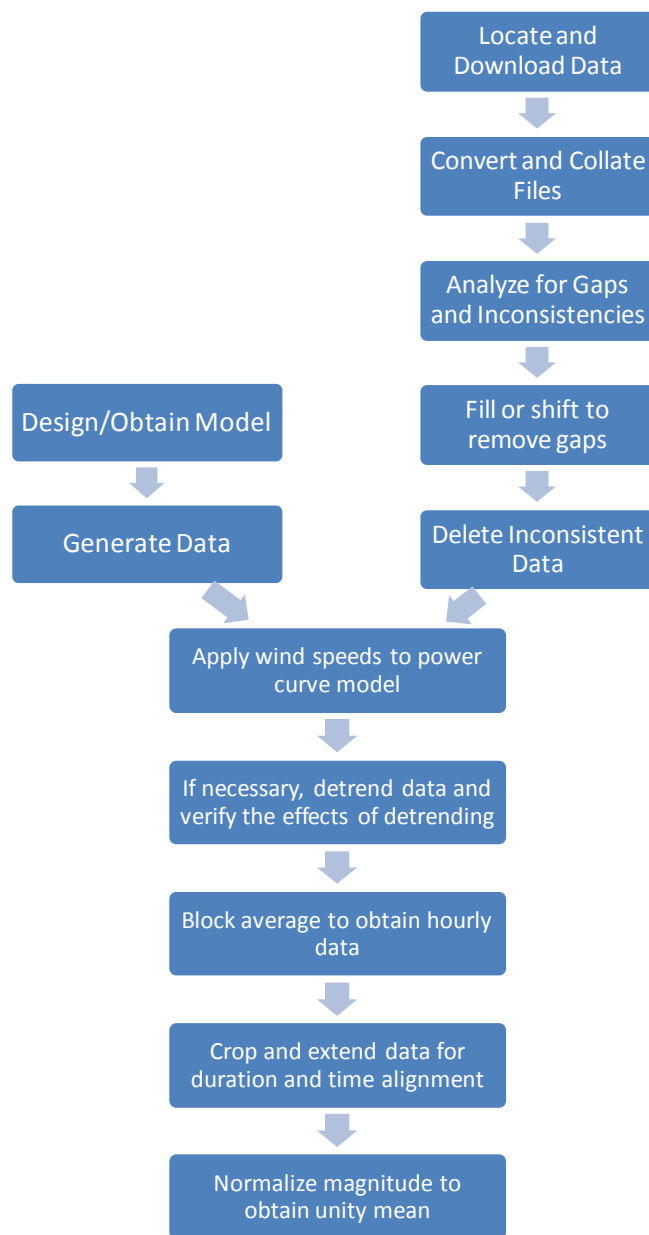 Locate and
Download Data
Convert and Collate
Files
Analyze for Gaps
and Inconsistencies
Fill or shift to
remove gaps
Delete Inconsistent
Data
Design/Obtain Model
Generate Data
Apply wind speeds to power
curve model
If necessary, detrend data and
verify the effects of detrending
Block average to obtain hourly
data
Crop and extend data for
duration and time alignment
Normalize magnitude to
obtain unity mean